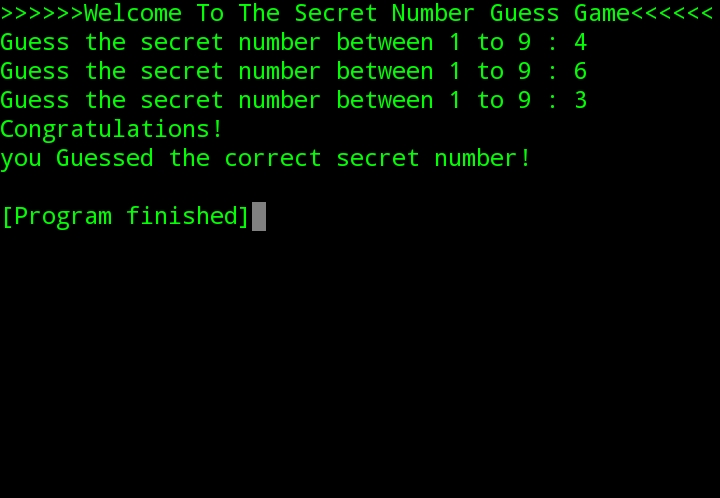 >>>>>>Welcome To The Secret Number Guess Game<<<<<<
Guess the secret number between 1 to 9 : 4
Guess the secret number between 1 to 9 : 6
Guess the secret number between 1 to 9 : 3
Congratulations!
you Guessed the correct secret number!
[Program finished]